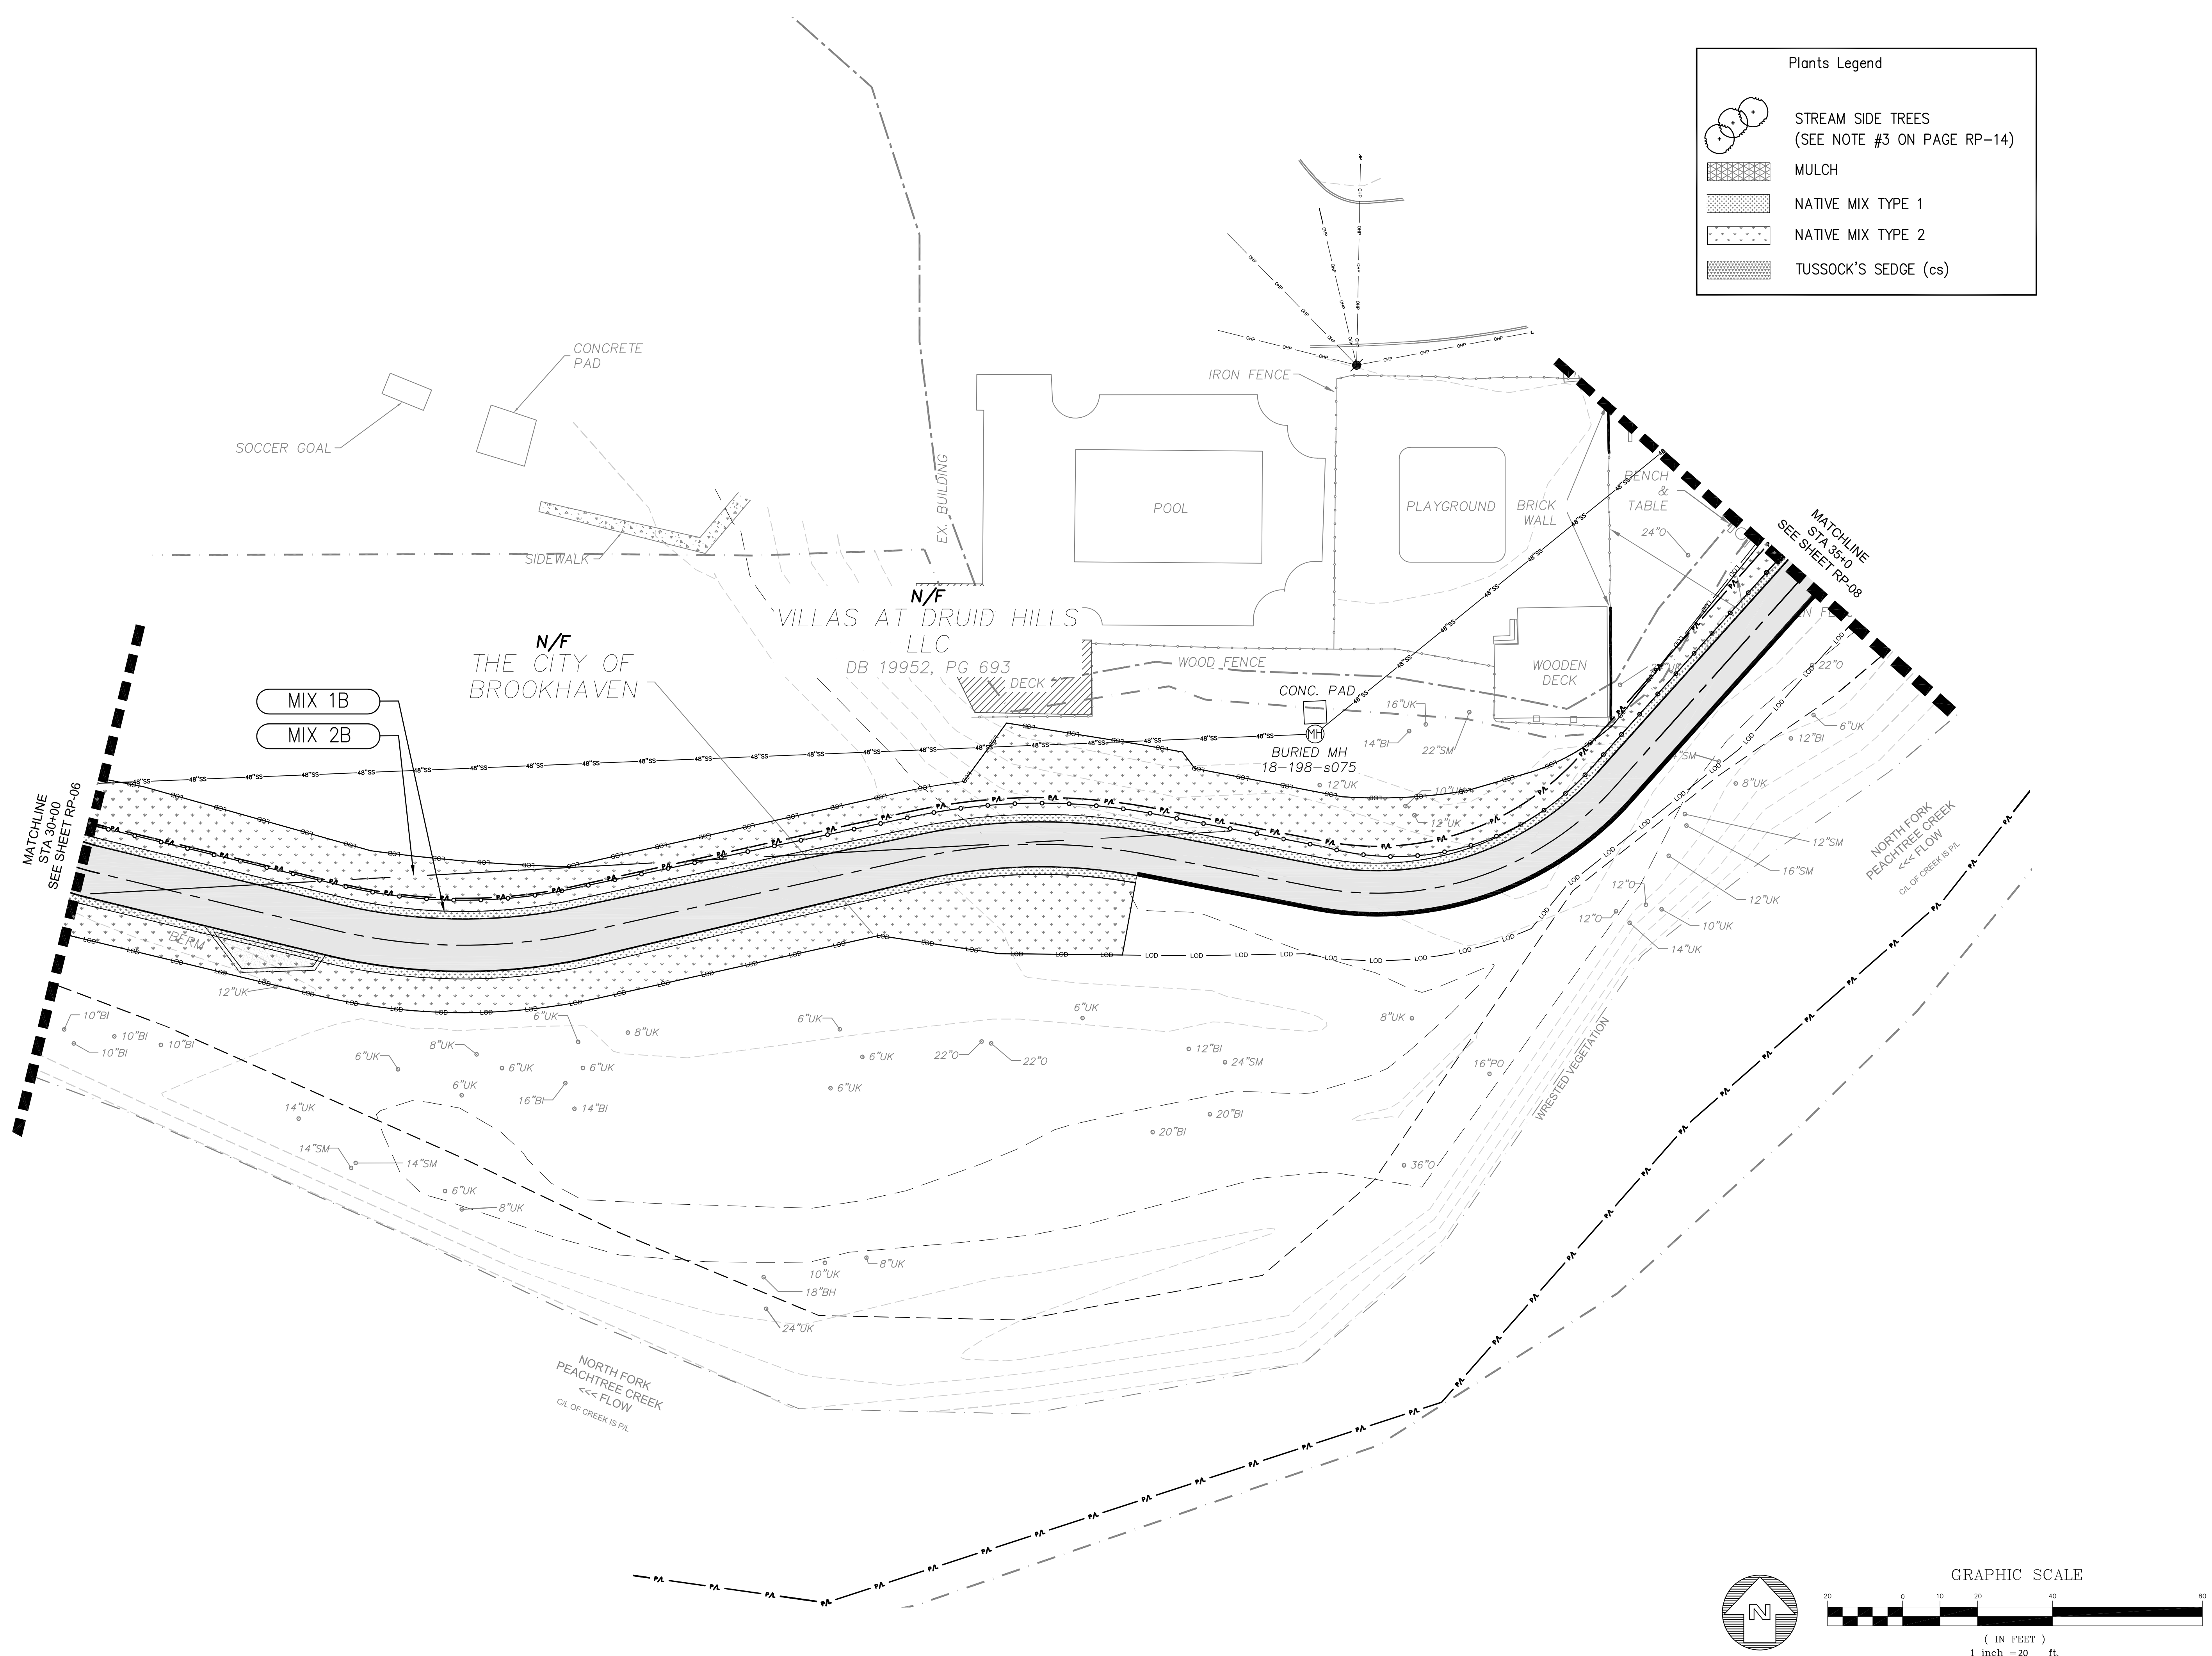 Plants Legend
STREAM SIDE TREES
(SEE NOTE #3 ON PAGE RP-14)
MULCH
NATIVE MIX TYPE 1
NATIVE MIX TYPE 2
TUSSOCK'S SEDGE (cs)
CONCRETE
PAD
SOCCER GOAL
SIDEWALK
EX. BUILDING
IRON FENCE
POOL
PLAYGROUND
BRICK
WALL
BENCH
&
TABLE
24"O
MATCHLINE
STA 35+0
SEE SHEET RP-08
N/F
VILLAS AT DRUID HILLS
LLC
DB 19952, PG 693
DECK
WOOD FENCE
WOODEN
DECK
N/F
THE CITY OF
BROOKHAVEN
MIX 1B
MIX 2B
CONC. PAD
MH
BURIED MH
18-198-s075
16"UK
14"BI
22"SM
12"UK
12"UK
22"O
6"UK
12"BI
8"UK
12"SM
16"SM
12"UK
12"O
12"O
10"UK
14"UK
NORTH FORK
PEACHTREE CREEK
<<< FLOW
C/L OF CREEK IS P/L
MATCHLINE
STA 30+00
SEE SHEET RP-06
48"SS
LOD
P/L
OHP
BERM
12"UK
10"BI
10"BI
10"BI
10"BI
6"UK
8"UK
6"UK
8"UK
6"UK
6"UK
6"UK
16"BI
14"BI
6"UK
6"UK
6"UK
22"O
22"O
6"UK
12"BI
24"SM
8"UK
16"PO
20"BI
20"BI
36"O
14"UK
14"SM
14"SM
6"UK
8"UK
10"UK
8"UK
18"BH
24"UK
WRESTED VEGETATION
NORTH FORK
PEACHTREE CREEK
<<< FLOW
C/L OF CREEK IS P/L
N
GRAPHIC SCALE
20 0 10 20 40 80
( IN FEET )
1 inch = 20 ft.